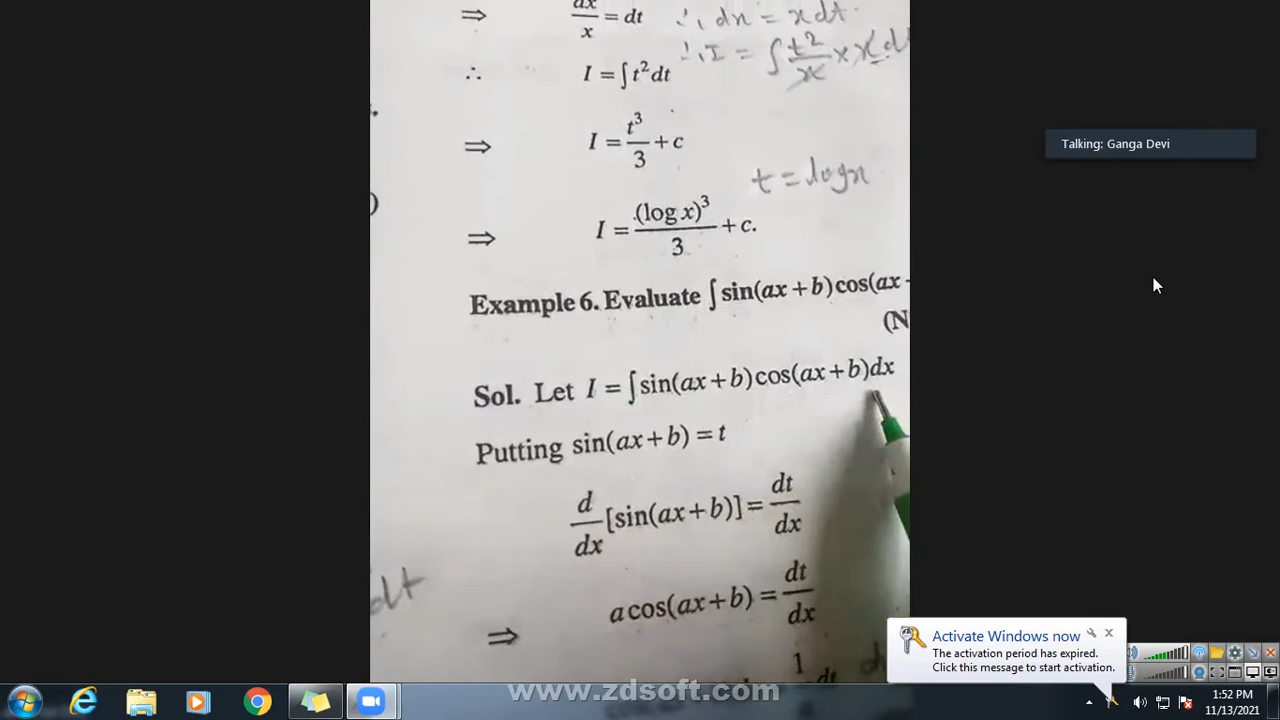 ⇒ dx/x = dt ∴ dx = x dt
∴ I = ∫t²dt ∴ I = ∫ t²/x × x dt
⇒ I = t³/3 + c
t = log x
)
⇒ I = (log x)³/3 + c.
Example 6. Evaluate ∫sin(ax + b)cos(ax
(N
Sol. Let I = ∫sin(ax + b)cos(ax + b)dx
Putting sin(ax + b) = t
d/dx [sin(ax + b)] = dt/dx
dt
⇒ a cos(ax + b) = dt/dx
1 dt
Talking: Ganga Devi
Activate Windows now
The activation period has expired.
Click this message to start activation.
www.zdsoft.com
1:52 PM
11/13/2021